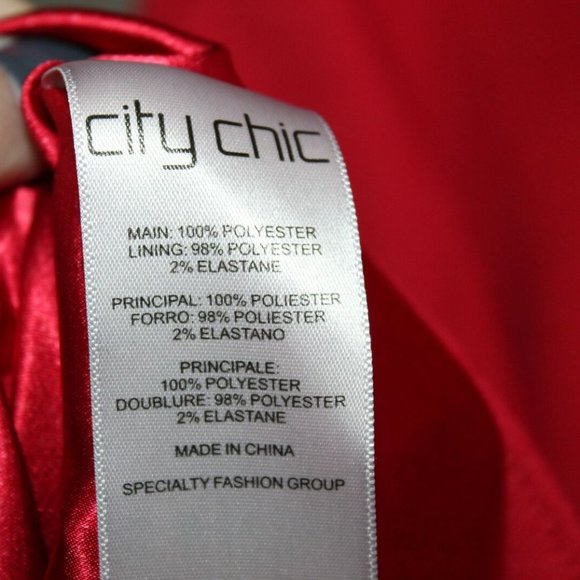 city chic
MAIN: 100% POLYESTER
LINING: 98% POLYESTER
2% ELASTANE
PRINCIPAL: 100% POLIESTER
FORRO: 98% POLIESTER
2% ELASTANO
PRINCIPALE:
100% POLYESTER
DOUBLURE: 98% POLYESTER
2% ELASTANE
MADE IN CHINA
SPECIALTY FASHION GROUP